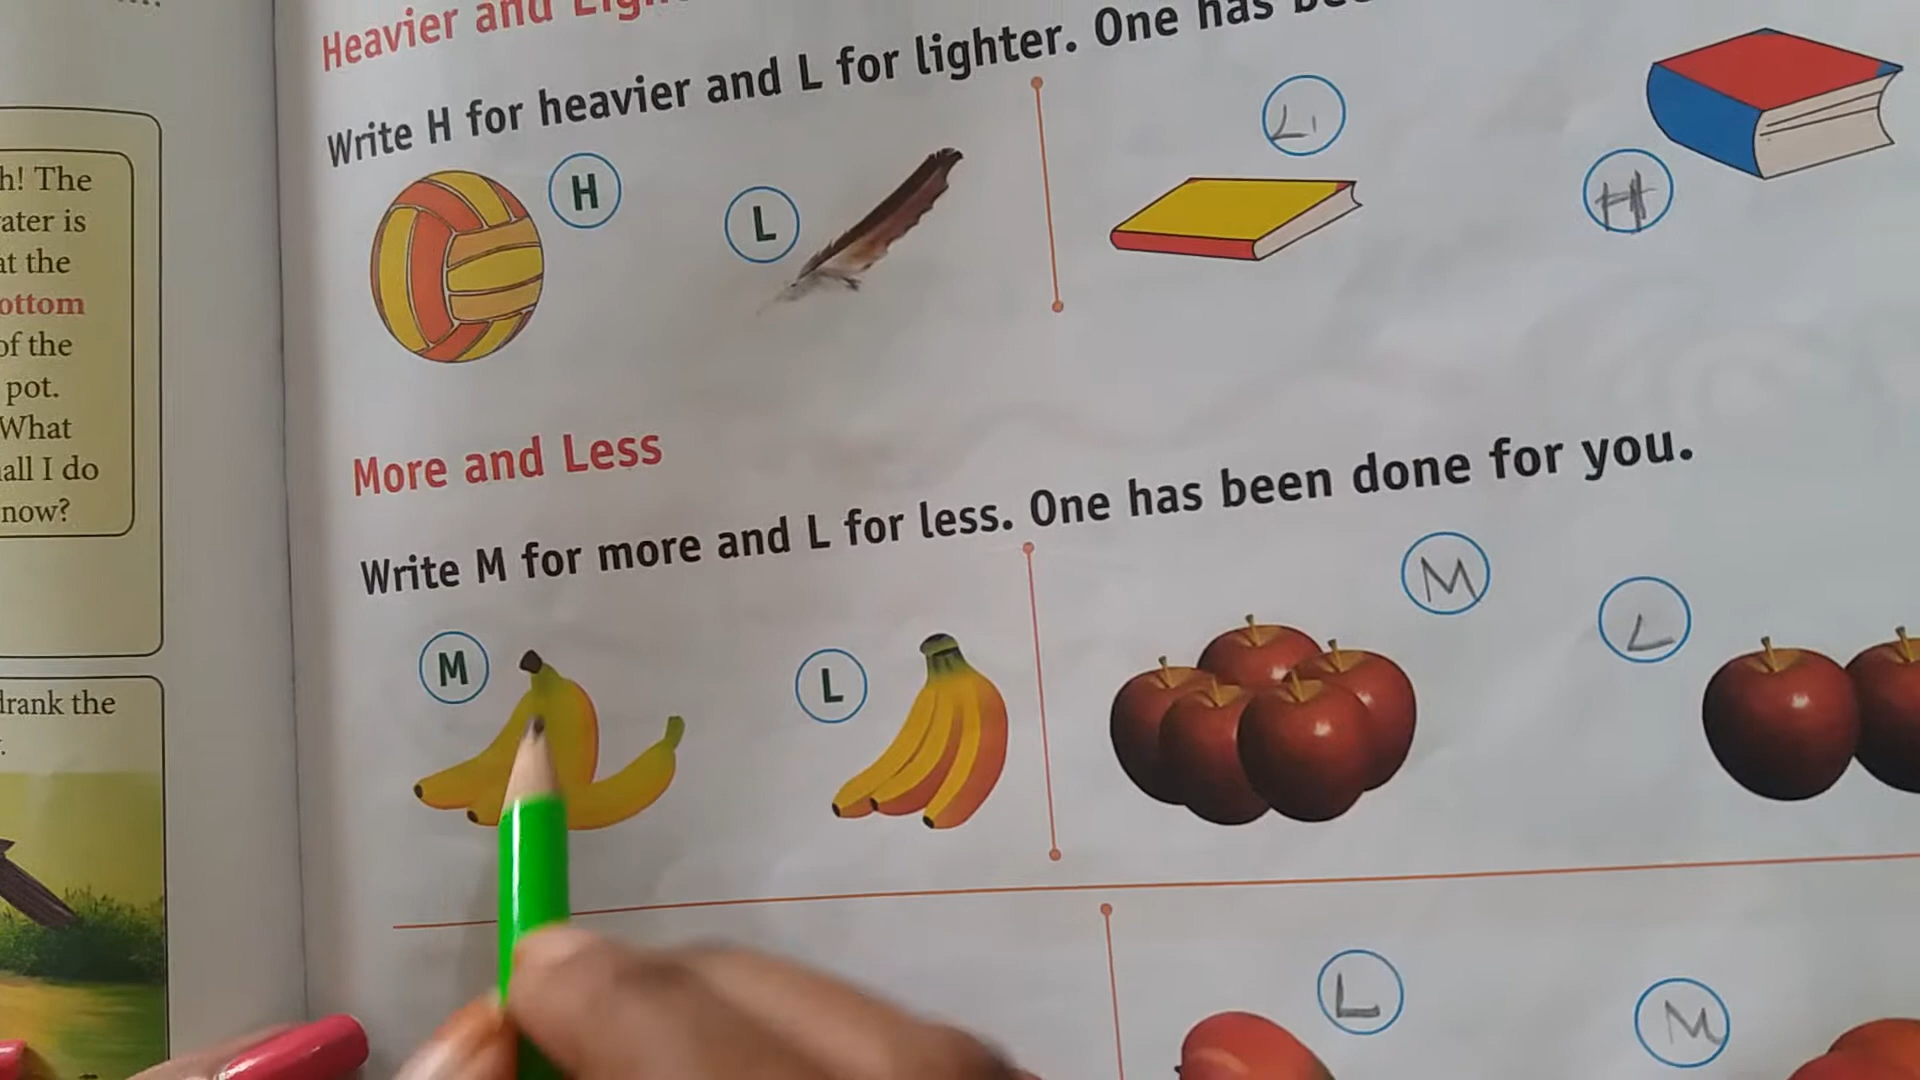 Heavier and
Write H for heavier and L for lighter. One has
H
L
L
H
More and Less
Write M for more and L for less. One has been done for you.
M
L
M
L
L
M
h! The
ater is
at the
ottom
of the
pot.
What
all I do
now?
drank the